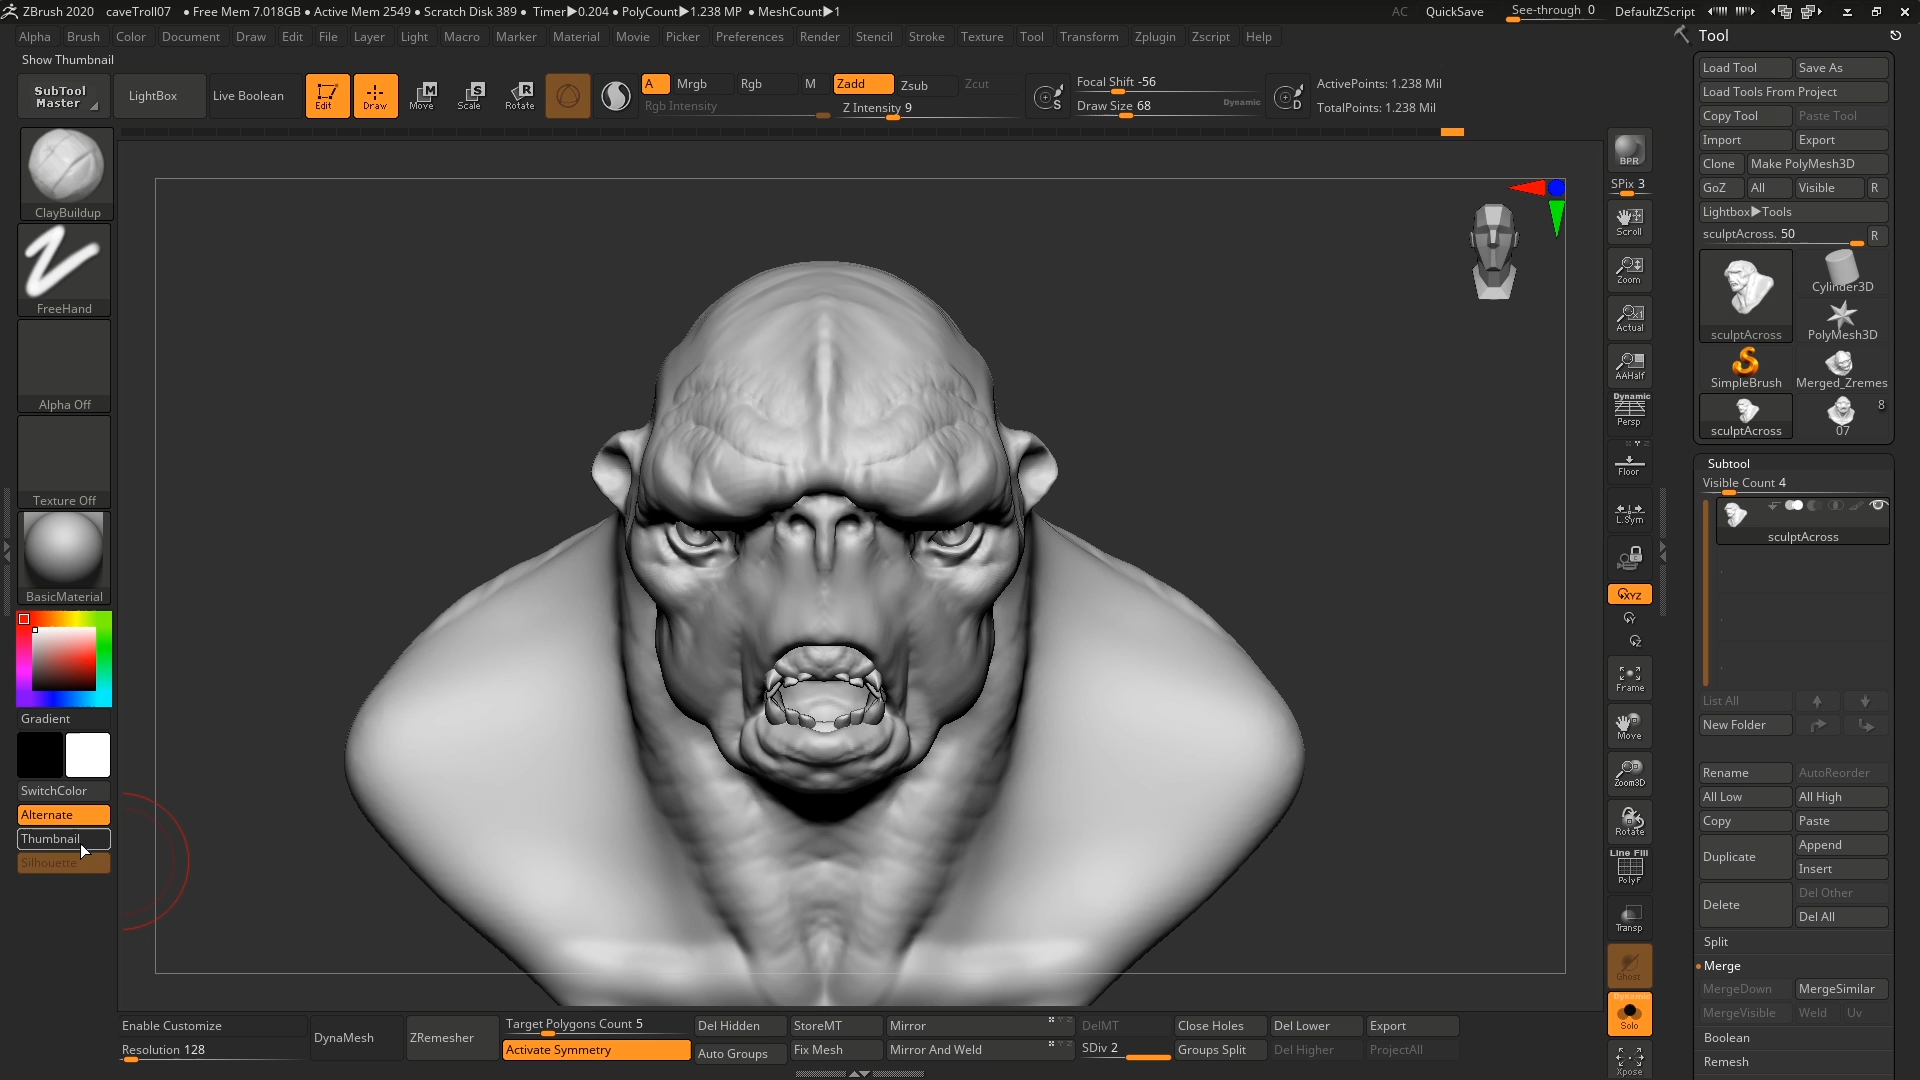 ZBrush 2020 caveTroll07 • Free Mem 7.018GB • Active Mem 2549 • Scratch Disk 389 • Timer▶0.204 • PolyCount▶1.238 MP • MeshCount▶1 AC QuickSave See-through 0 DefaultZScript
Alpha Brush Color Document Draw Edit File Layer Light Macro Marker Material Movie Picker Preferences Render Stencil Stroke Texture Tool Transform Zplugin Zscript Help
Show Thumbnail
SubTool Master
LightBox
Live Boolean
Edit
Draw
Move
M
Scale
S
Rotate
R
A Mrgb Rgb M
Rgb Intensity
Zadd Zsub Zcut
Z Intensity 9
S
Focal Shift -56
Draw Size 68
Dynamic
D
ActivePoints: 1.238 Mil
TotalPoints: 1.238 Mil
ClayBuildup
FreeHand
Alpha Off
Texture Off
BasicMaterial
Gradient
SwitchColor
Alternate
Thumbnail
Silhouette
BPR
SPix 3
Scroll
Zoom
Actual
AAHalf
Dynamic
Persp
Floor
L.Sym
XYZ
Y
Z
Frame
Move
Zoom3D
Rotate
Line Fill
PolyF
Transp
Ghost
Dynamic
Solo
Xpose
Tool
Load Tool Save As
Load Tools From Project
Copy Tool Paste Tool
Import Export
Clone Make PolyMesh3D
GoZ All Visible R
Lightbox▶Tools
sculptAcross. 50 R
sculptAcross
Cylinder3D
PolyMesh3D
SimpleBrush Merged_Zremes
8
sculptAcross 07
Subtool
Visible Count 4
sculptAcross
List All
New Folder
Rename AutoReorder
All Low All High
Copy Paste
Duplicate Append
Insert
Delete Del Other
Del All
Split
Merge
MergeDown MergeSimilar
MergeVisible Weld Uv
Boolean
Remesh
Enable Customize
Resolution 128
DynaMesh
ZRemesher
Target Polygons Count 5
Activate Symmetry
Del Hidden
Auto Groups
StoreMT
Fix Mesh
Mirror
Mirror And Weld
DelMT
SDiv 2
Close Holes
Groups Split
Del Lower
Del Higher
Export
ProjectAll